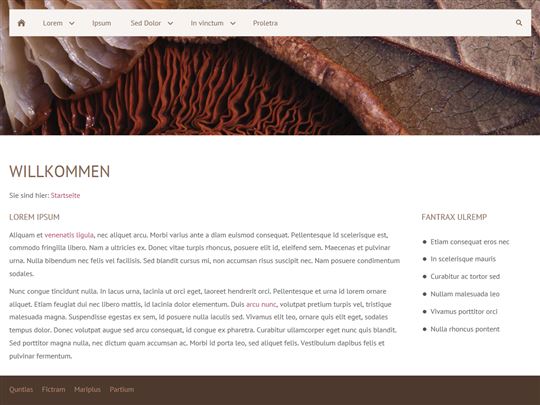 Lorem Ipsum Sed Dolor In vinctum Proletra
WILLKOMMEN
Sie sind hier: Startseite
LOREM IPSUM
Aliquam et venenatis ligula, nec aliquet arcu. Morbi varius ante a diam euismod consequat. Pellentesque id scelerisque est,
commodo fringilla libero. Nam a ultricies ex. Donec vitae turpis rhoncus, posuere elit id, eleifend sem. Maecenas et pulvinar
urna. Nulla bibendum nec felis vel facilisis. Sed blandit cursus mi, non accumsan risus suscipit nec. Nam posuere condimentum
sodales.
Nunc congue tincidunt nulla. In lacus urna, lacinia ut orci eget, laoreet hendrerit orci. Pellentesque et urna id lorem ornare
aliquet. Etiam feugiat dui nec libero mattis, id lacinia dolor elementum. Duis arcu nunc, volutpat pretium turpis vel, tristique
malesuada magna. Suspendisse egestas ex sem, id posuere nulla iaculis sed. Vivamus elit leo, ornare quis elit eget, sodales
tempus dolor. Donec volutpat augue sed arcu consequat, id congue ex pharetra. Curabitur ullamcorper eget nunc quis blandit.
Sed porttitor magna nulla, nec dictum quam accumsan ac. Morbi id porta leo, sed aliquet felis. Vestibulum dapibus felis et
pulvinar fermentum.
FANTRAX ULREMP
Etiam consequat eros nec
In scelerisque mauris
Curabitur ac tortor sed
Nullam malesuada leo
Vivamus porttitor orci
Nulla rhoncus pontent
Quntias Fictram Mariplus Partium